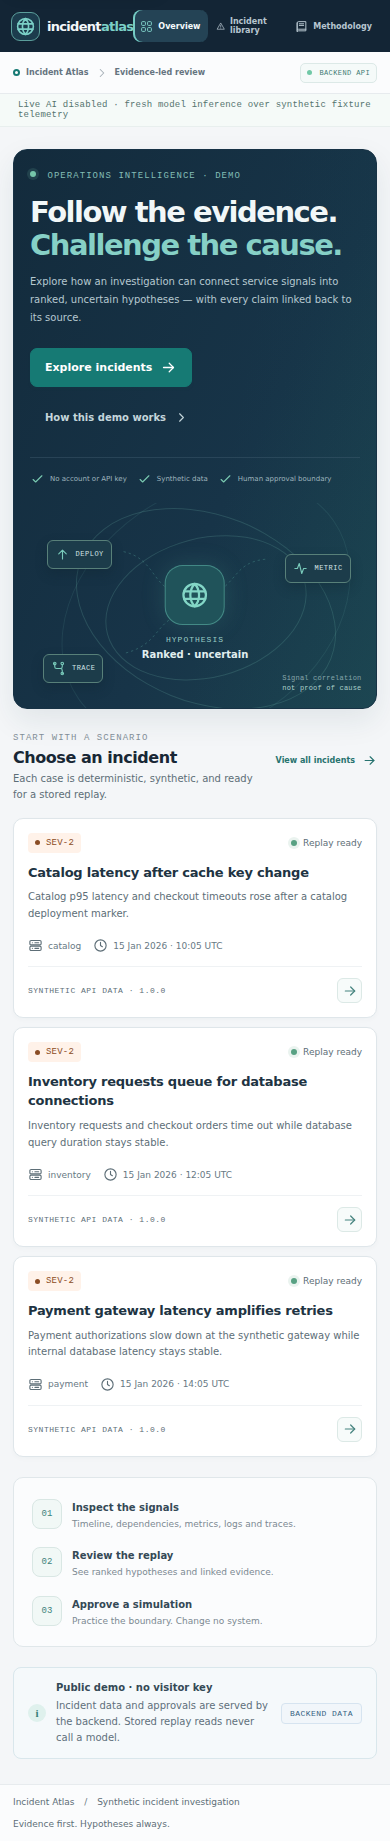 incidentatlas
Overview
Incident
library
Methodology
Incident Atlas
Evidence-led review
BACKEND API
Live AI disabled · fresh model inference over synthetic fixture
telemetry
OPERATIONS INTELLIGENCE · DEMO
Follow the evidence.
Challenge the cause.
Explore how an investigation can connect service signals into
ranked, uncertain hypotheses — with every claim linked back to
its source.
Explore incidents
How this demo works
No account or API key
Synthetic data
Human approval boundary
DEPLOY
METRIC
HYPOTHESIS
Ranked · uncertain
TRACE
Signal correlation
not proof of cause
START WITH A SCENARIO
Choose an incident
View all incidents
Each case is deterministic, synthetic, and ready
for a stored replay.
SEV-2
Replay ready
Catalog latency after cache key change
Catalog p95 latency and checkout timeouts rose after a catalog
deployment marker.
catalog
15 Jan 2026 · 10:05 UTC
SYNTHETIC API DATA · 1.0.0
SEV-2
Replay ready
Inventory requests queue for database
connections
Inventory requests and checkout orders time out while database
query duration stays stable.
inventory
15 Jan 2026 · 12:05 UTC
SYNTHETIC API DATA · 1.0.0
SEV-2
Replay ready
Payment gateway latency amplifies retries
Payment authorizations slow down at the synthetic gateway while
internal database latency stays stable.
payment
15 Jan 2026 · 14:05 UTC
SYNTHETIC API DATA · 1.0.0
01
Inspect the signals
Timeline, dependencies, metrics, logs and traces.
02
Review the replay
See ranked hypotheses and linked evidence.
03
Approve a simulation
Practice the boundary. Change no system.
i
Public demo · no visitor key
Incident data and approvals are served by
the backend. Stored replay reads never
call a model.
BACKEND DATA
Incident Atlas / Synthetic incident investigation
Evidence first. Hypotheses always.